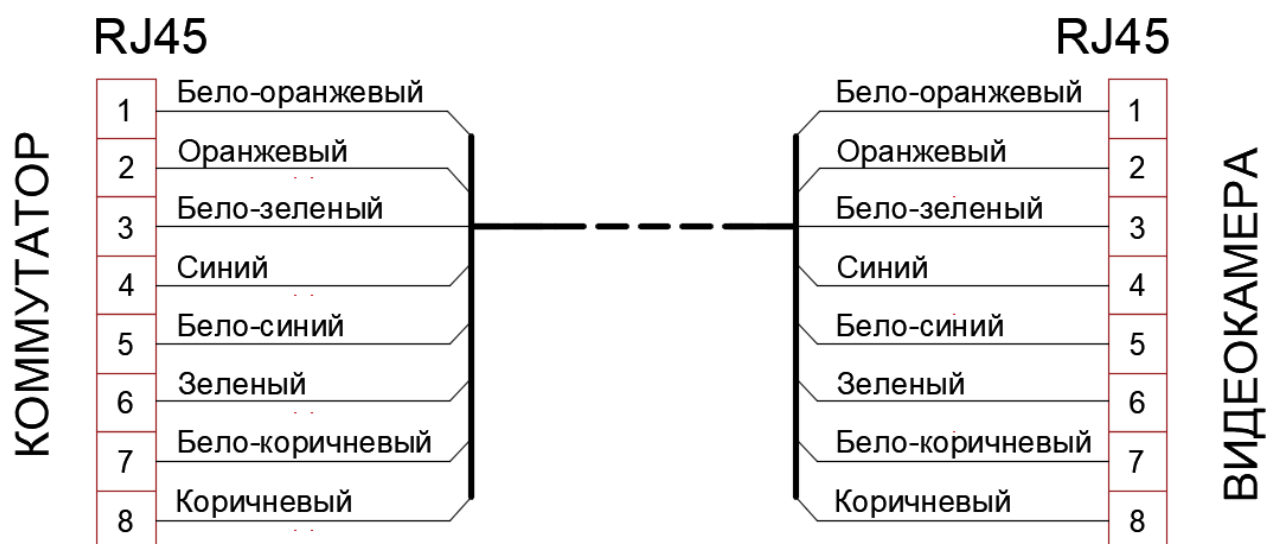 RJ45
RJ45
КОММУТАТОР
1 Бело-оранжевый
2 Оранжевый
3 Бело-зеленый
4 Синий
5 Бело-синий
6 Зеленый
7 Бело-коричневый
8 Коричневый
Бело-оранжевый 1
Оранжевый 2
Бело-зеленый 3
Синий 4
Бело-синий 5
Зеленый 6
Бело-коричневый 7
Коричневый 8
ВИДЕОКАМЕРА